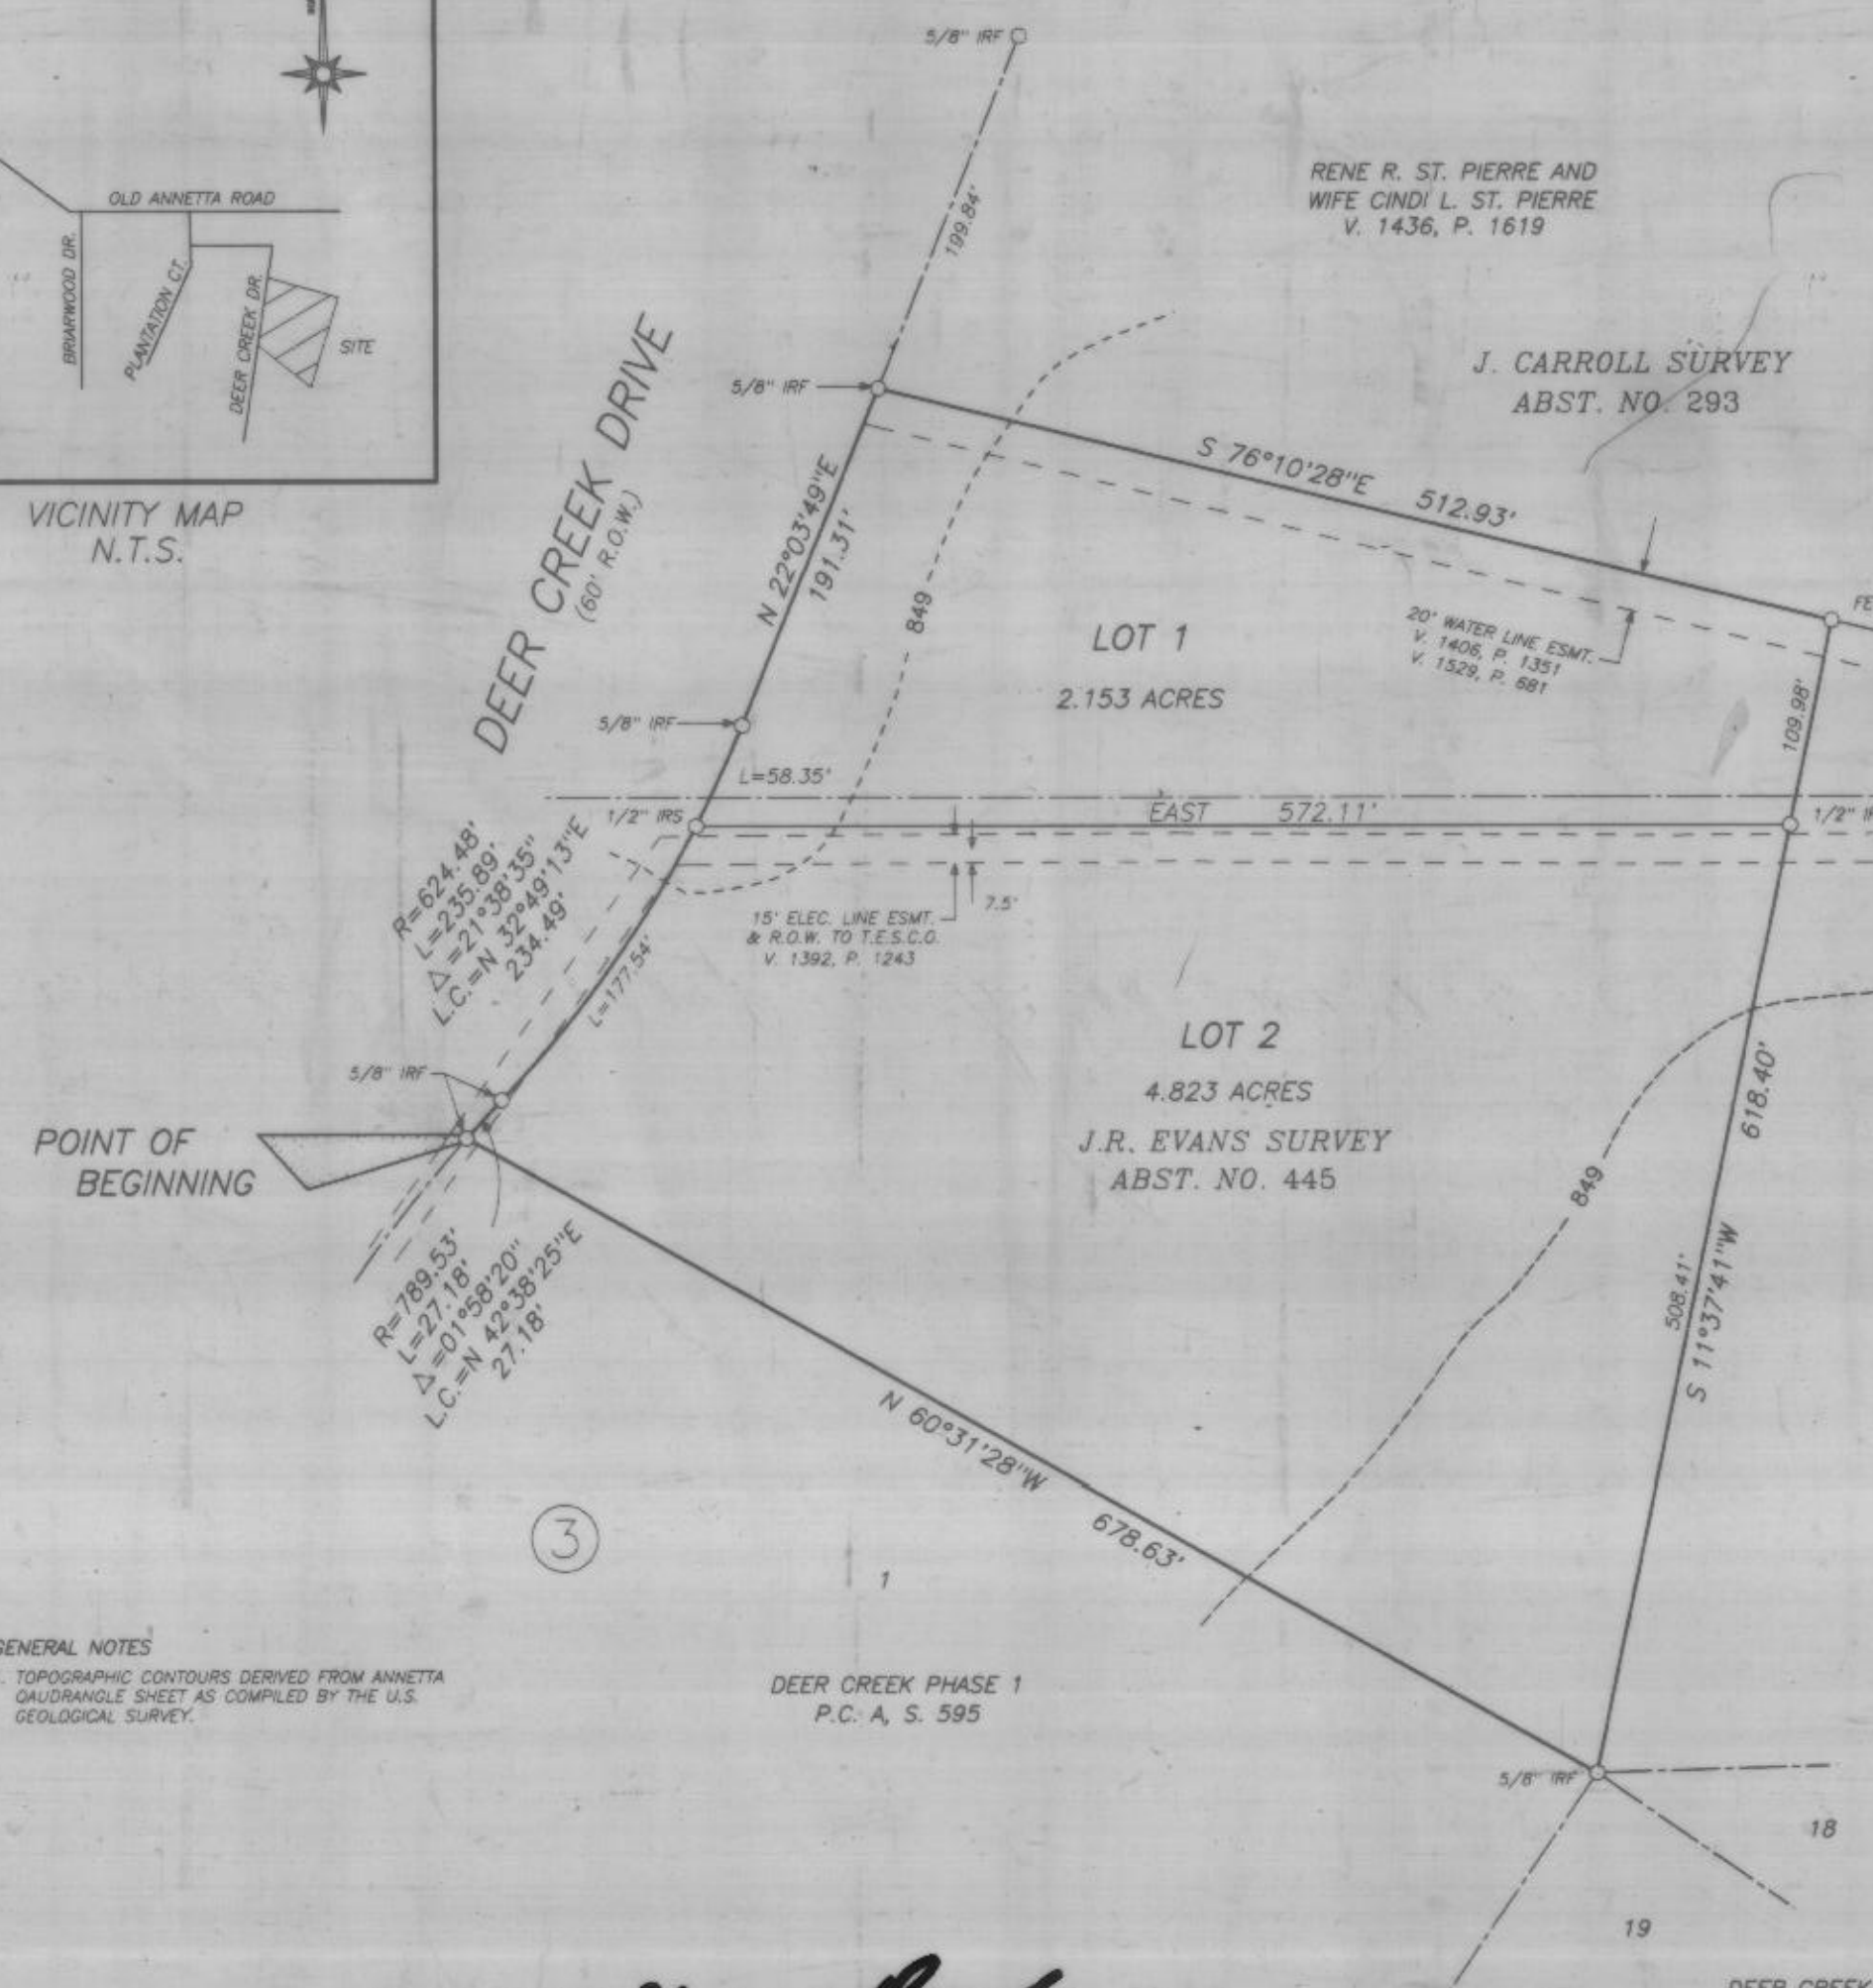 OLD ANNETTA ROAD
BRIARWOOD DR.
PLANTATION CT.
DEER CREEK DR.
SITE
VICINITY MAP
N.T.S.
5/8" IRF
199.84'
RENE R. ST. PIERRE AND
WIFE CINDI L. ST. PIERRE
V. 1436, P. 1619
J. CARROLL SURVEY
ABST. NO. 293
5/8" IRF
S 76°10'28"E 512.93'
DEER CREEK DRIVE
(60' R.O.W.)
N 22°03'49"E
191.31'
849
LOT 1
2.153 ACRES
20' WATER LINE ESMT.
V. 1406, P. 1351
V. 1529, P. 681
FE
109.98'
5/8" IRF
L=58.35'
1/2" IRS
EAST 572.11'
1/2" IR
R=624.48'
L=235.89'
Δ=21°38'35"
L.C.=N 32°49'13"E
234.49'
L=177.54'
15' ELEC. LINE ESMT.
& R.O.W. TO T.E.S.C.O.
V. 1392, P. 1243
7.5'
LOT 2
4.823 ACRES
J.R. EVANS SURVEY
ABST. NO. 445
618.40'
849
508.41'
S 11°37'41"W
5/8" IRF
POINT OF
BEGINNING
R=789.53'
L=27.18'
Δ=01°58'20"
L.C.=N 42°38'25"E
27.18'
N 60°31'28"W 678.63'
3
1
GENERAL NOTES
. TOPOGRAPHIC CONTOURS DERIVED FROM ANNETTA
QAUDRANGLE SHEET AS COMPILED BY THE U.S.
GEOLOGICAL SURVEY.
DEER CREEK PHASE 1
P.C. A, S. 595
5/8" IRF
18
19
DEER CREEK